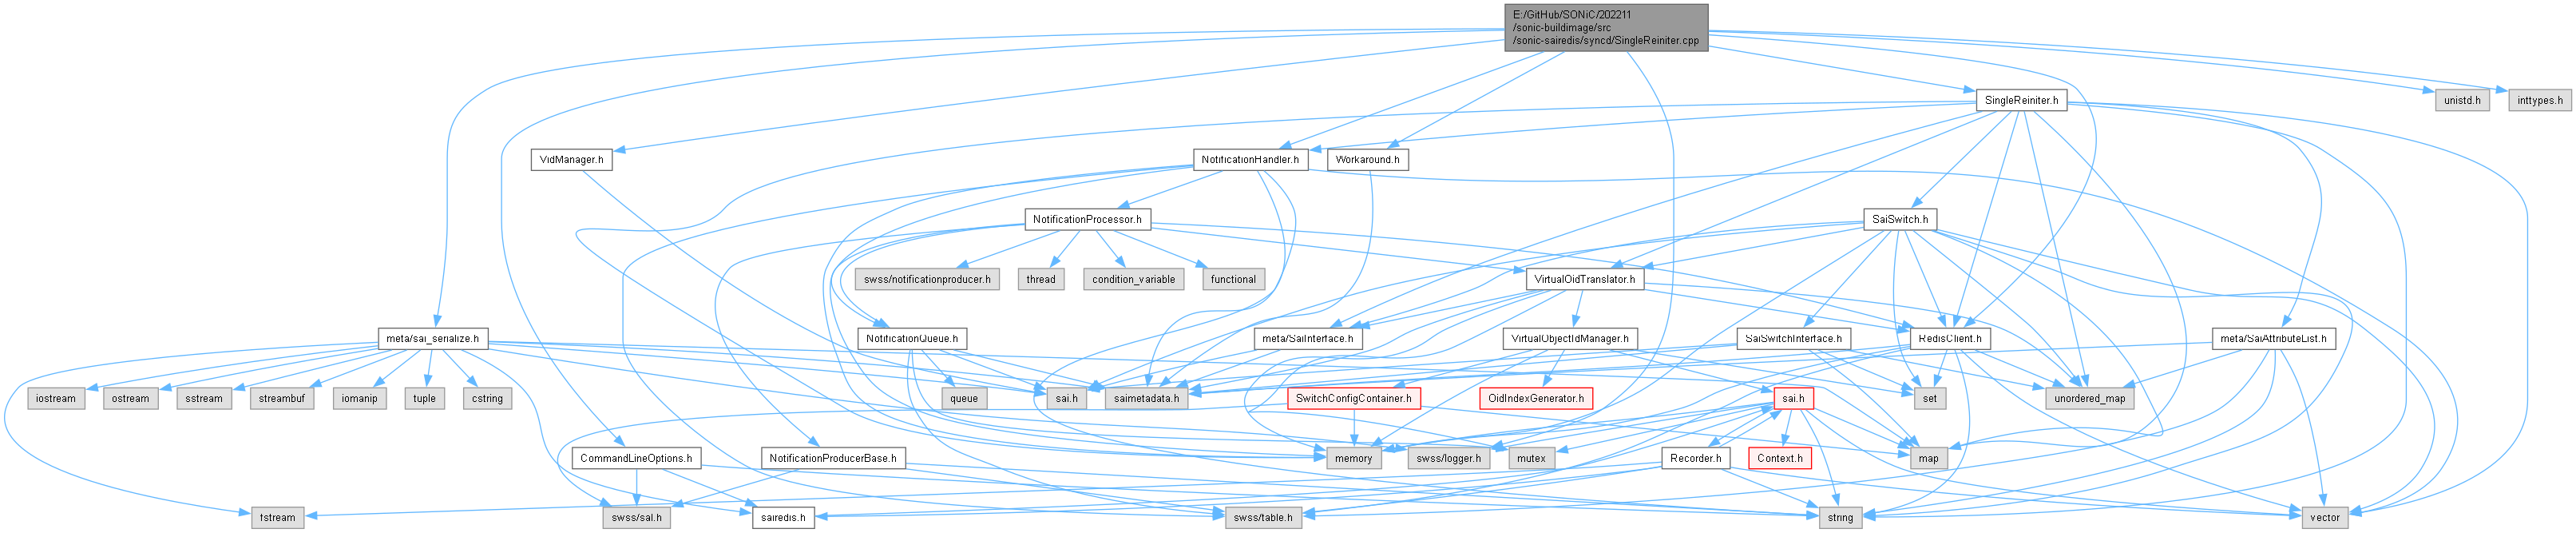 E:/GitHub/SONiC/202211
/sonic-buildimage/src
/sonic-sairedis/syncd/SingleReiniter.cpp
SingleReiniter.h
unistd.h
inttypes.h
VidManager.h
NotificationHandler.h
Workaround.h
NotificationProcessor.h
SaiSwitch.h
swss/notificationproducer.h
thread
condition_variable
functional
VirtualOidTranslator.h
meta/sai_serialize.h
NotificationQueue.h
meta/SaiInterface.h
VirtualObjectIdManager.h
SaiSwitchInterface.h
RedisClient.h
meta/SaiAttributeList.h
iostream
ostream
sstream
streambuf
iomanip
tuple
cstring
queue
sai.h
saimetadata.h
SwitchConfigContainer.h
OidIndexGenerator.h
sai.h
set
unordered_map
CommandLineOptions.h
NotificationProducerBase.h
memory
swss/logger.h
mutex
Recorder.h
Context.h
map
fstream
swss/sal.h
sairedis.h
swss/table.h
string
vector